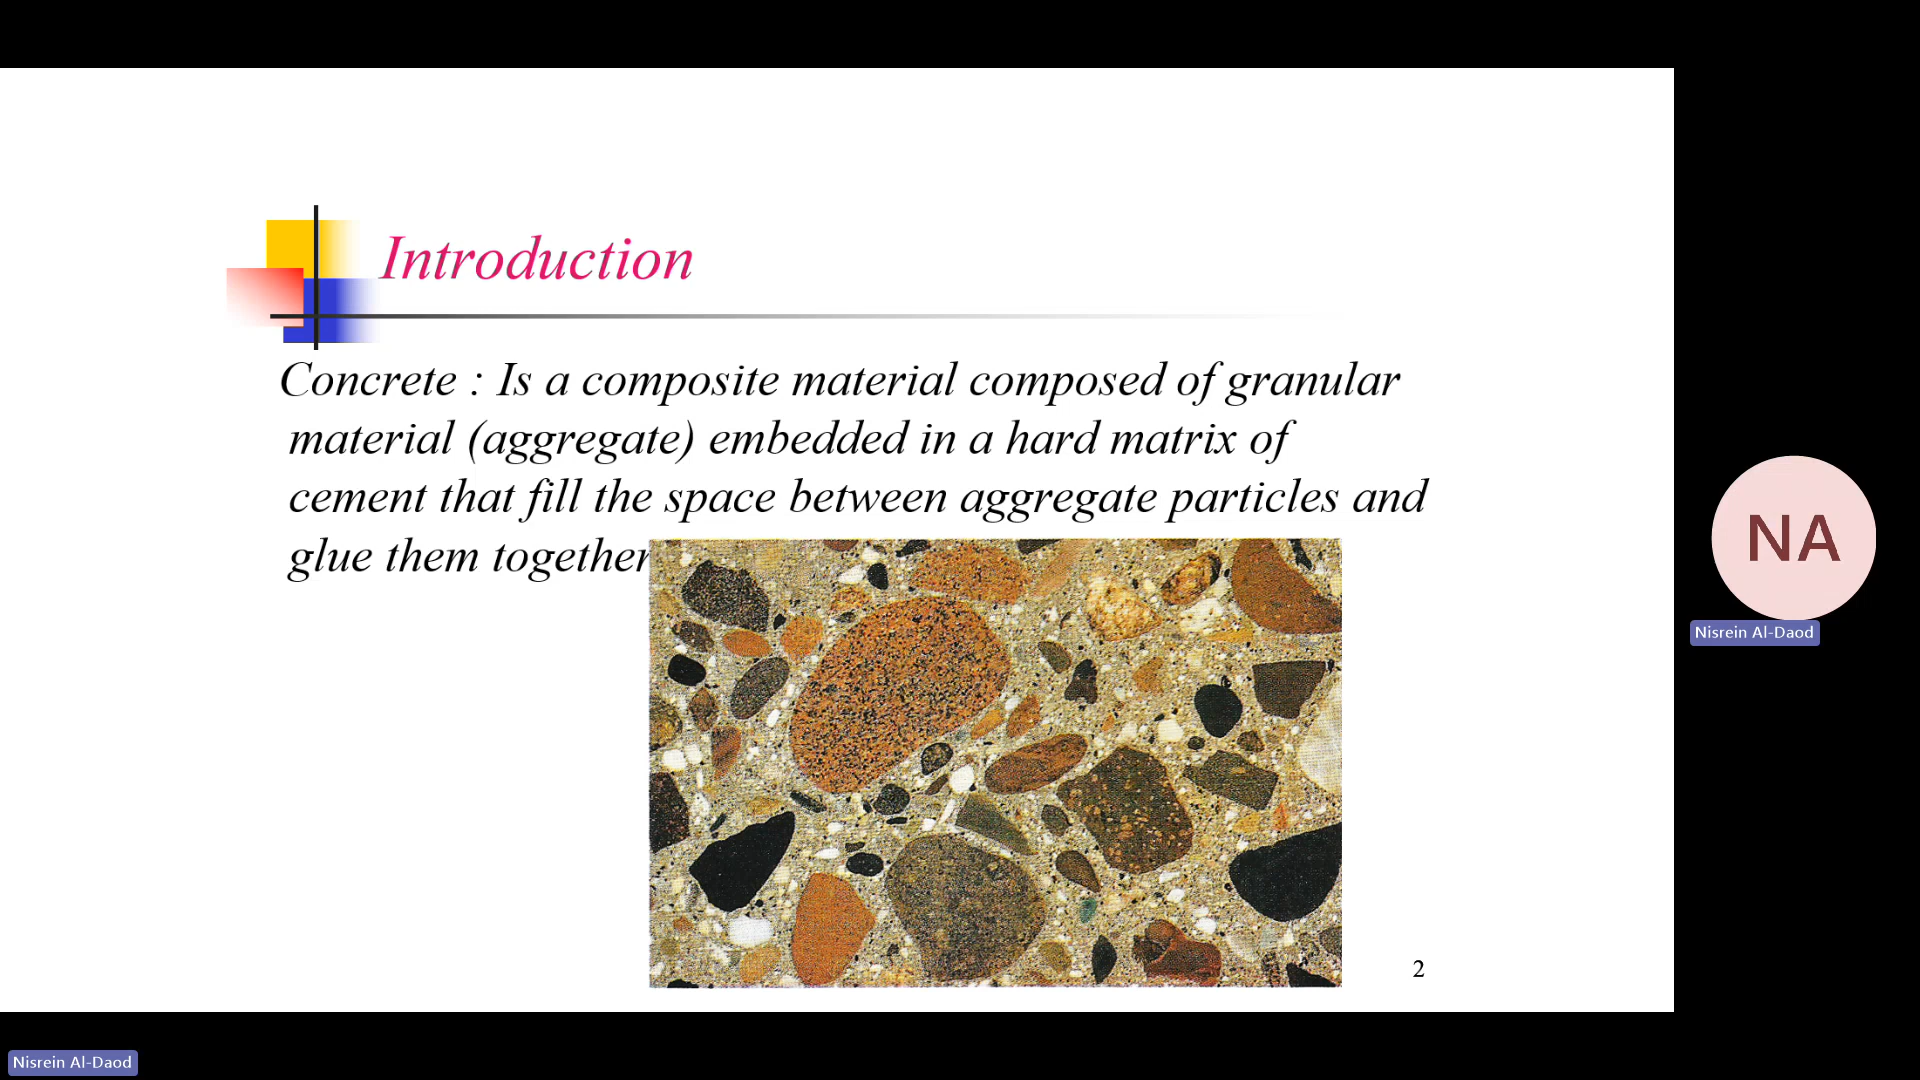 Introduction
Concrete : Is a composite material composed of granular
material (aggregate) embedded in a hard matrix of
cement that fill the space between aggregate particles and
glue them together
2
NA
Nisrein Al-Daod
Nisrein Al-Daod